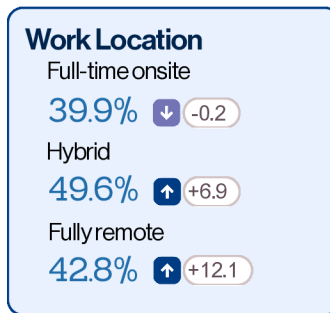 Work Location
Full-time onsite
39.9% -0.2
Hybrid
49.6% +6.9
Fully remote
42.8% +12.1